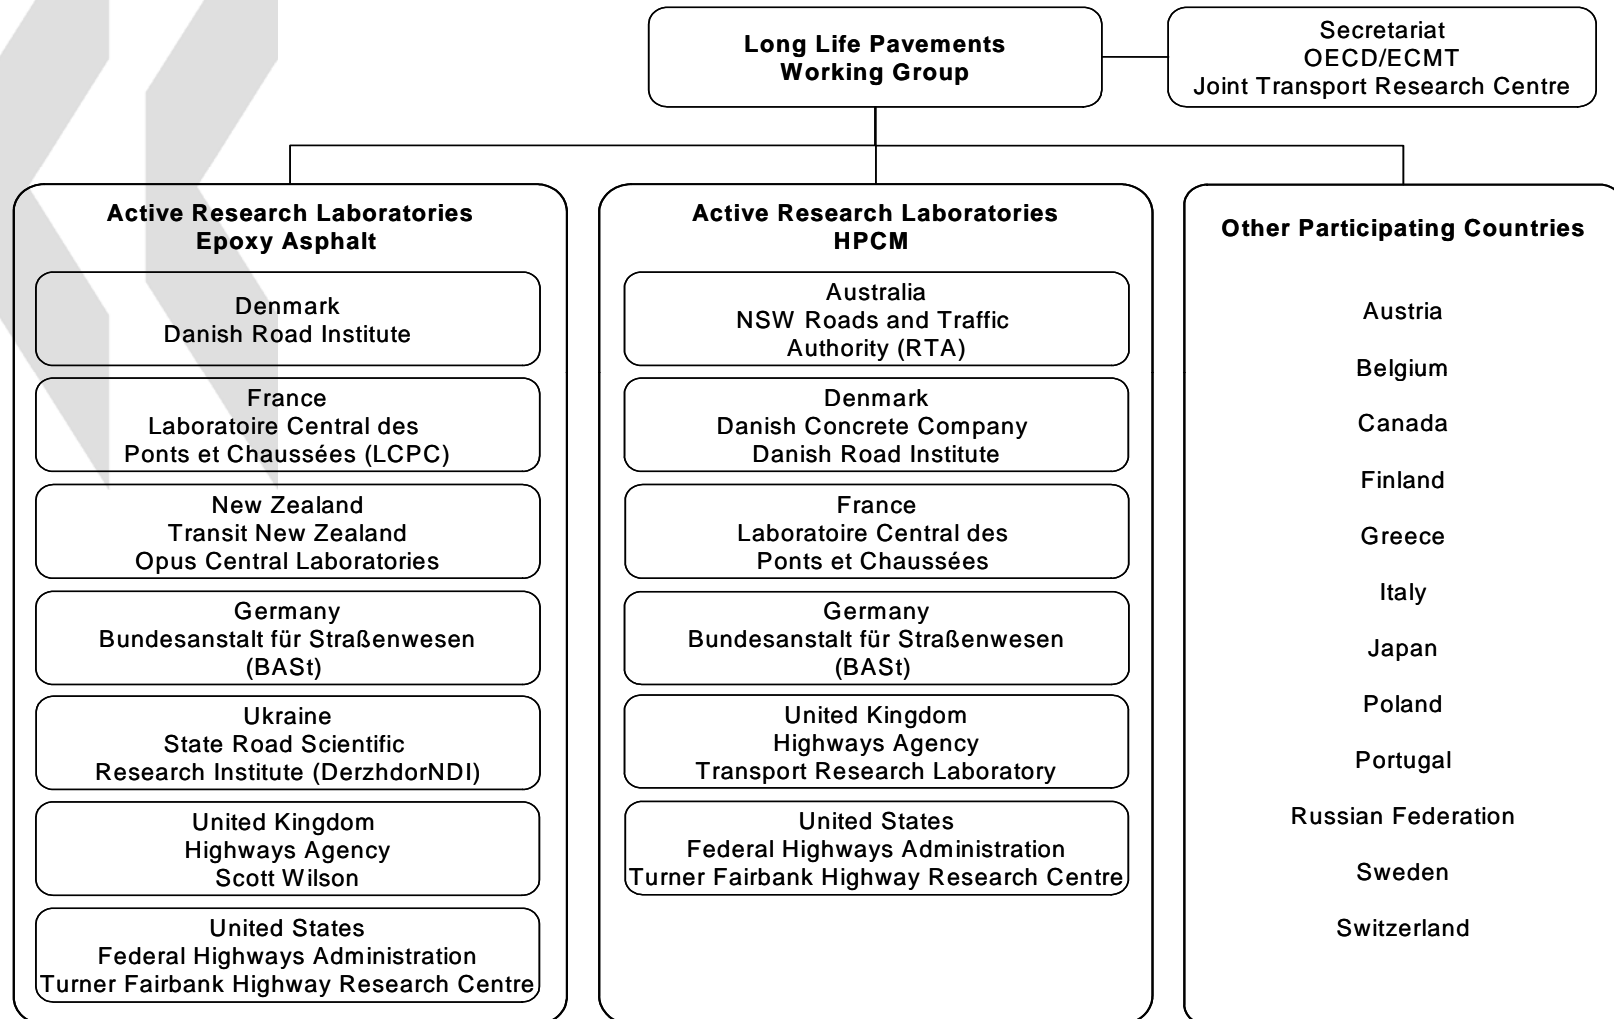 Long Life Pavements
Working Group
Secretariat
OECD/ECMT
Joint Transport Research Centre
Active Research Laboratories
Epoxy Asphalt
Denmark
Danish Road Institute
France
Laboratoire Central des
Ponts et Chaussées (LCPC)
New Zealand
Transit New Zealand
Opus Central Laboratories
Germany
Bundesanstalt für Straßenwesen
(BASt)
Ukraine
State Road Scientific
Research Institute (DerzhdorNDI)
United Kingdom
Highways Agency
Scott Wilson
United States
Federal Highways Administration
Turner Fairbank Highway Research Centre
Active Research Laboratories
HPCM
Australia
NSW Roads and Traffic
Authority (RTA)
Denmark
Danish Concrete Company
Danish Road Institute
France
Laboratoire Central des
Ponts et Chaussées
Germany
Bundesanstalt für Straßenwesen
(BASt)
United Kingdom
Highways Agency
Transport Research Laboratory
United States
Federal Highways Administration
Turner Fairbank Highway Research Centre
Other Participating Countries
Austria
Belgium
Canada
Finland
Greece
Italy
Japan
Poland
Portugal
Russian Federation
Sweden
Switzerland